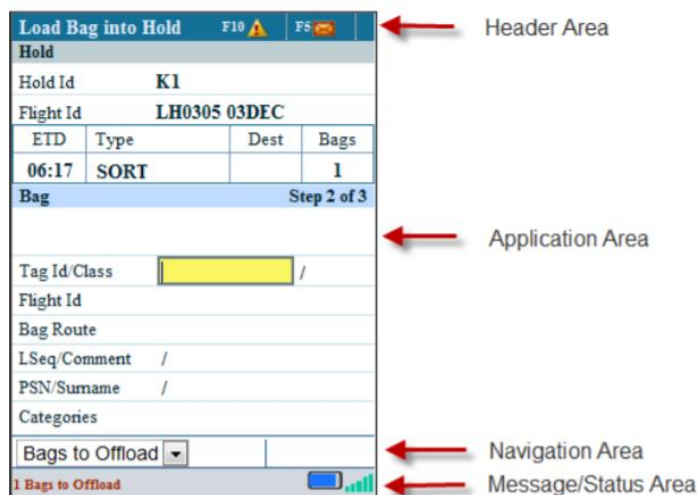 Load Bag into Hold F10 F5 Header Area
Hold
Hold Id K1
Flight Id LH0305 03DEC
ETD Type Dest Bags
06:17 SORT 1
Bag Step 2 of 3
Application Area
Tag Id/Class /
Flight Id
Bag Route
LSeq/Comment /
PSN/Surname /
Categories
Bags to Offload Navigation Area
1 Bags to Offload Message/Status Area